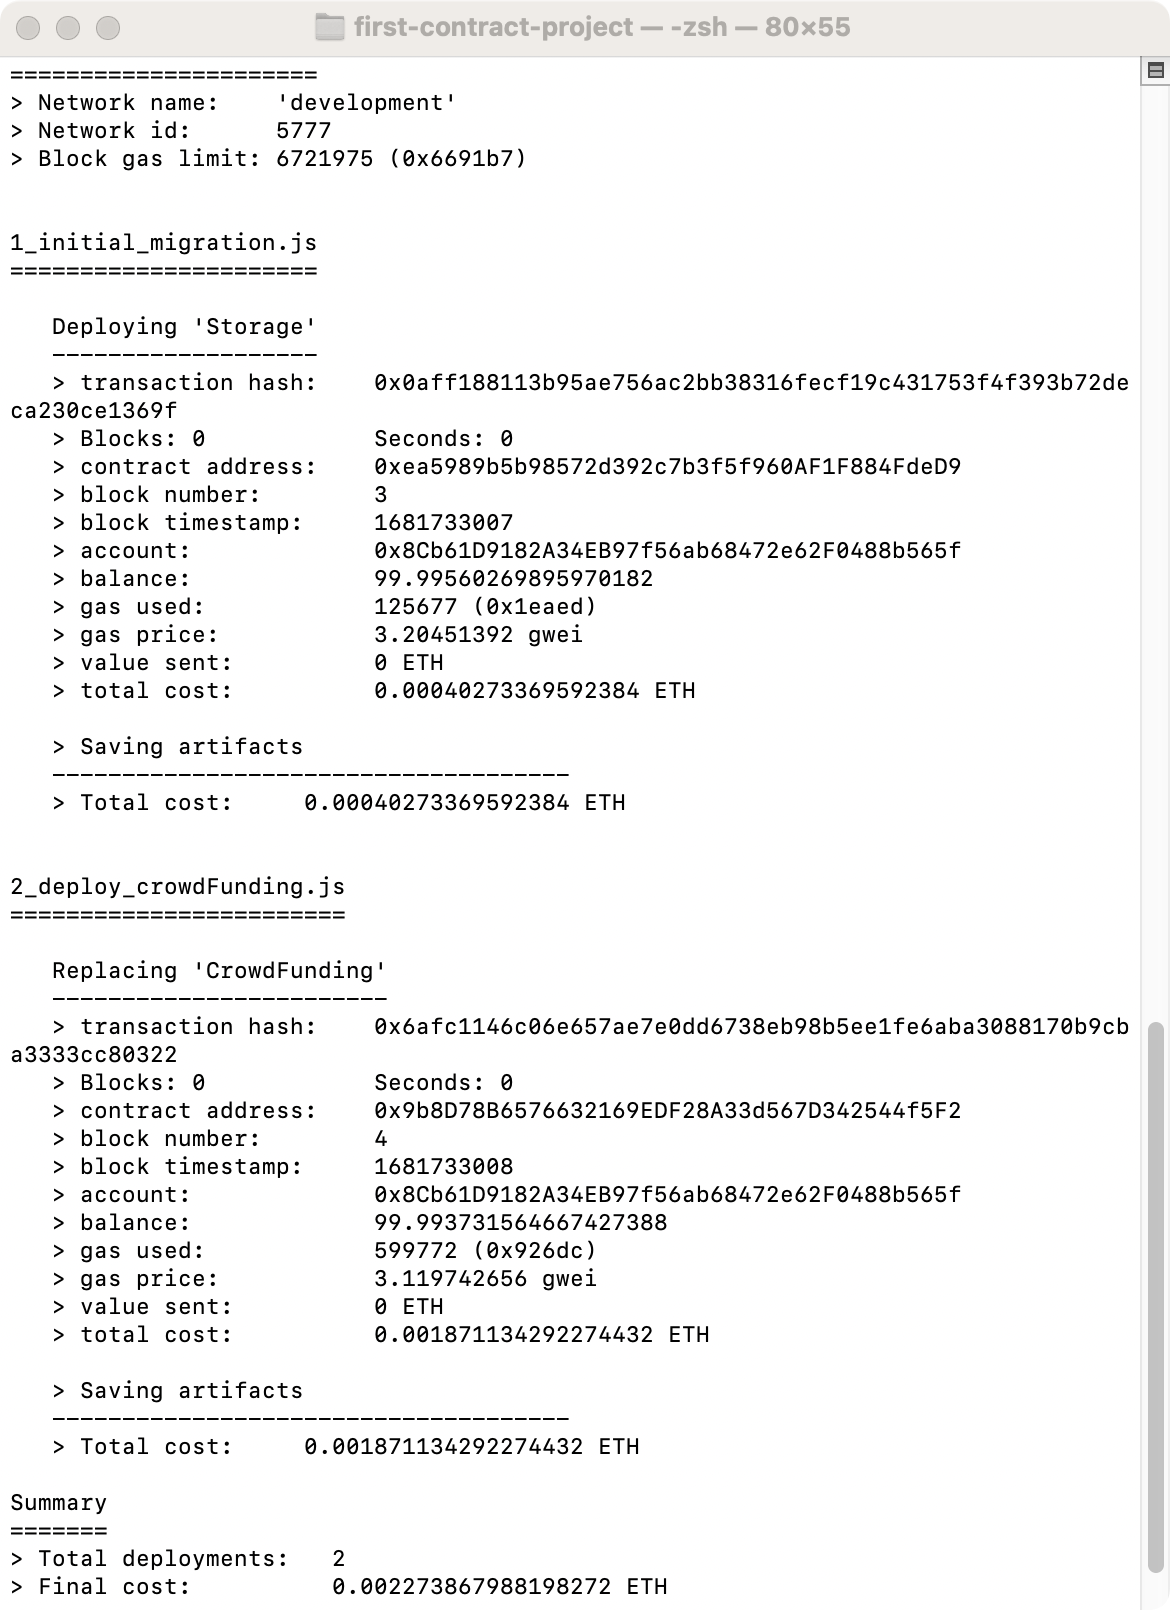 first-contract-project — -zsh — 80×55
======================
> Network name:    'development'
> Network id:      5777
> Block gas limit: 6721975 (0x6691b7)
1_initial_migration.js
======================
   Deploying 'Storage'
   -------------------
   > transaction hash:    0x0aff188113b95ae756ac2bb38316fecf19c431753f4f393b72de
ca230ce1369f
   > Blocks: 0            Seconds: 0
   > contract address:    0xea5989b5b98572d392c7b3f5f960AF1F884FdeD9
   > block number:        3
   > block timestamp:     1681733007
   > account:             0x8Cb61D9182A34EB97f56ab68472e62F0488b565f
   > balance:             99.99560269895970182
   > gas used:            125677 (0x1eaed)
   > gas price:           3.20451392 gwei
   > value sent:          0 ETH
   > total cost:          0.00040273369592384 ETH
   > Saving artifacts
   -------------------------------------
   > Total cost:     0.00040273369592384 ETH
2_deploy_crowdFunding.js
========================
   Replacing 'CrowdFunding'
   ------------------------
   > transaction hash:    0x6afc1146c06e657ae7e0dd6738eb98b5ee1fe6aba3088170b9cb
a3333cc80322
   > Blocks: 0            Seconds: 0
   > contract address:    0x9b8D78B6576632169EDF28A33d567D342544f5F2
   > block number:        4
   > block timestamp:     1681733008
   > account:             0x8Cb61D9182A34EB97f56ab68472e62F0488b565f
   > balance:             99.993731564667427388
   > gas used:            599772 (0x926dc)
   > gas price:           3.119742656 gwei
   > value sent:          0 ETH
   > total cost:          0.001871134292274432 ETH
   > Saving artifacts
   -------------------------------------
   > Total cost:     0.001871134292274432 ETH
Summary
=======
> Total deployments:   2
> Final cost:          0.002273867988198272 ETH